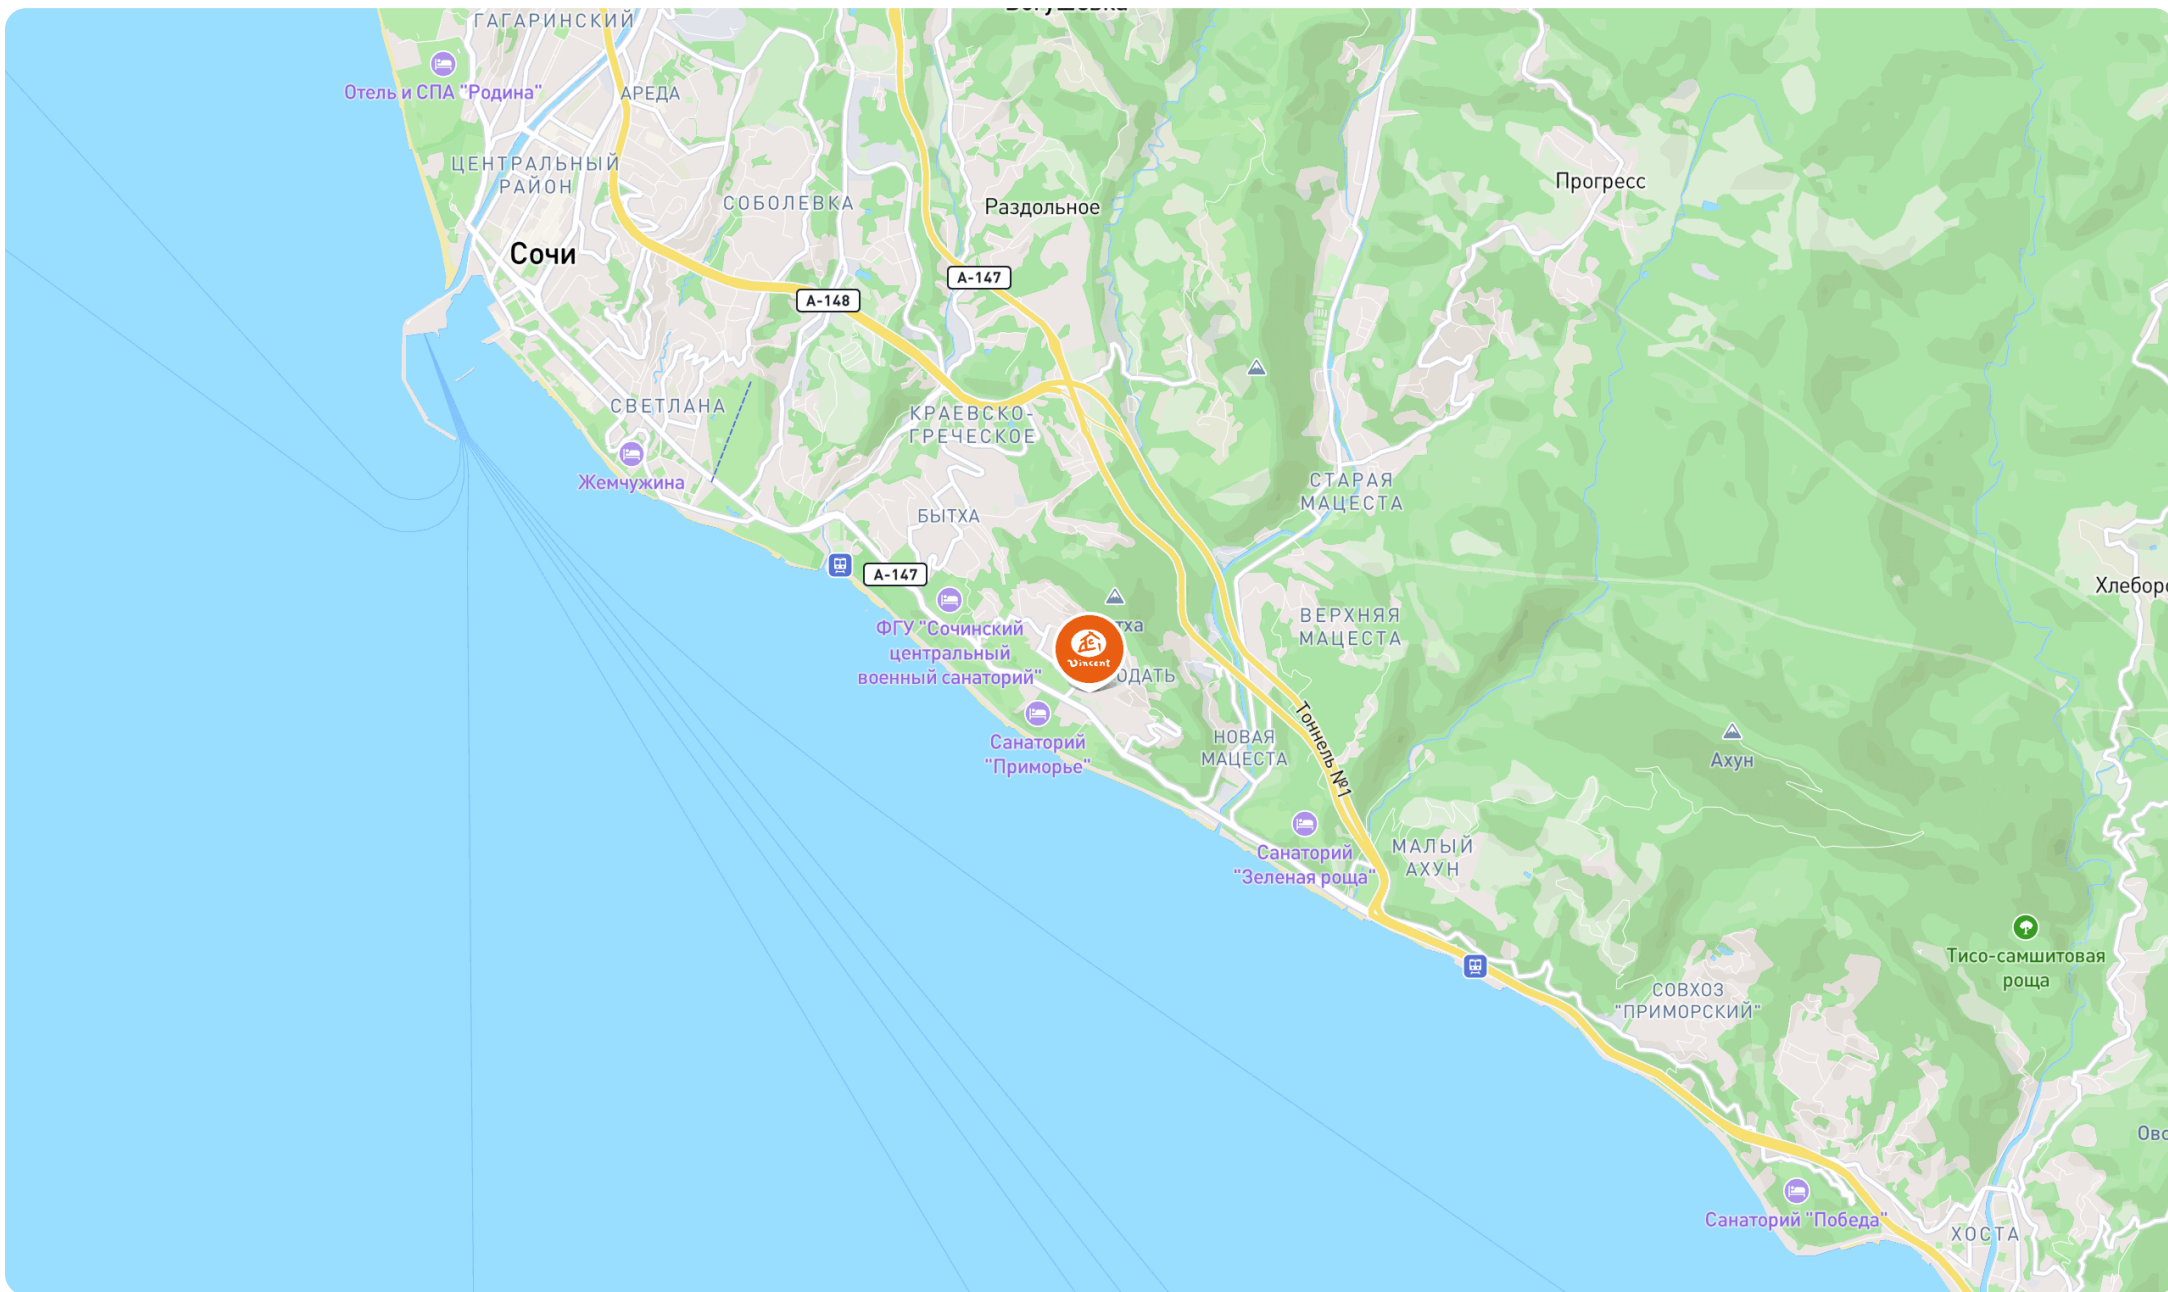 ГАГАРИНСКИЙ
Отель и СПА "Родина"
АРЕДА
ЦЕНТРАЛЬНЫЙ
РАЙОН
СОБОЛЕВКА
Раздольное
Прогресс
Сочи
А-147
А-148
СВЕТЛАНА
КРАЕВСКО-
ГРЕЧЕСКОЕ
Жемчужина
СТАРАЯ
МАЦЕСТА
БЫТХА
А-147
Хлеборо
ФГУ "Сочинский
центральный
военный санаторий"
тха
ВЕРХНЯЯ
МАЦЕСТА
Vincent
ОДАТЬ
Тоннель №1
Санаторий
"Приморье"
НОВАЯ
МАЦЕСТА
Ахун
Санаторий
"Зеленая роща"
МАЛЫЙ
АХУН
Тисо-самшитовая
роща
СОВХОЗ
"ПРИМОРСКИЙ"
Ово
Санаторий "Победа"
ХОСТА